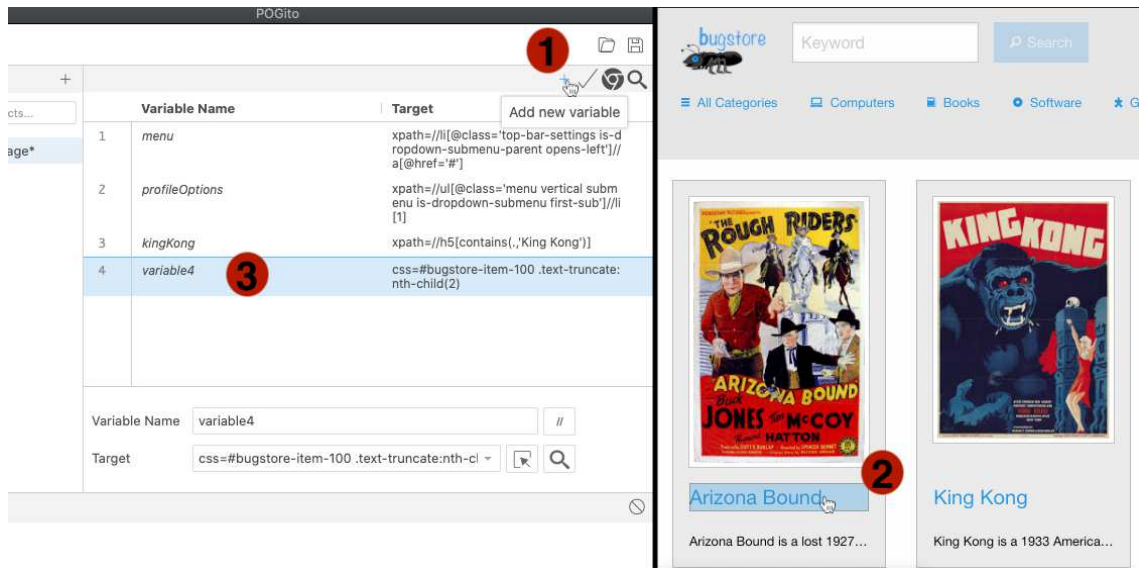 POGito
1
+
Add new variable
cts...
age*
Variable Name
Target
1
menu
xpath=//li[@class='top-bar-settings is-d
ropdown-submenu-parent opens-left']//
a[@href='#']
2
profileOptions
xpath=//ul[@class='menu vertical subm
enu is-dropdown-submenu first-sub']//li
[1]
3
kingKong
xpath=//h5[contains(.,'King Kong')]
4
variable4
3
css=#bugstore-item-100 .text-truncate:
nth-child(2)
Variable Name
variable4
//
Target
css=#bugstore-item-100 .text-truncate:nth-cl
bugstore
Keyword
Search
All Categories
Computers
Books
Software
G
THE
ROUGH RIDERS
ARIZONA BOUND
Buck
JONES Tim McCOY
HATTON
KING KONG
2
Arizona Bound
King Kong
Arizona Bound is a lost 1927...
King Kong is a 1933 America...